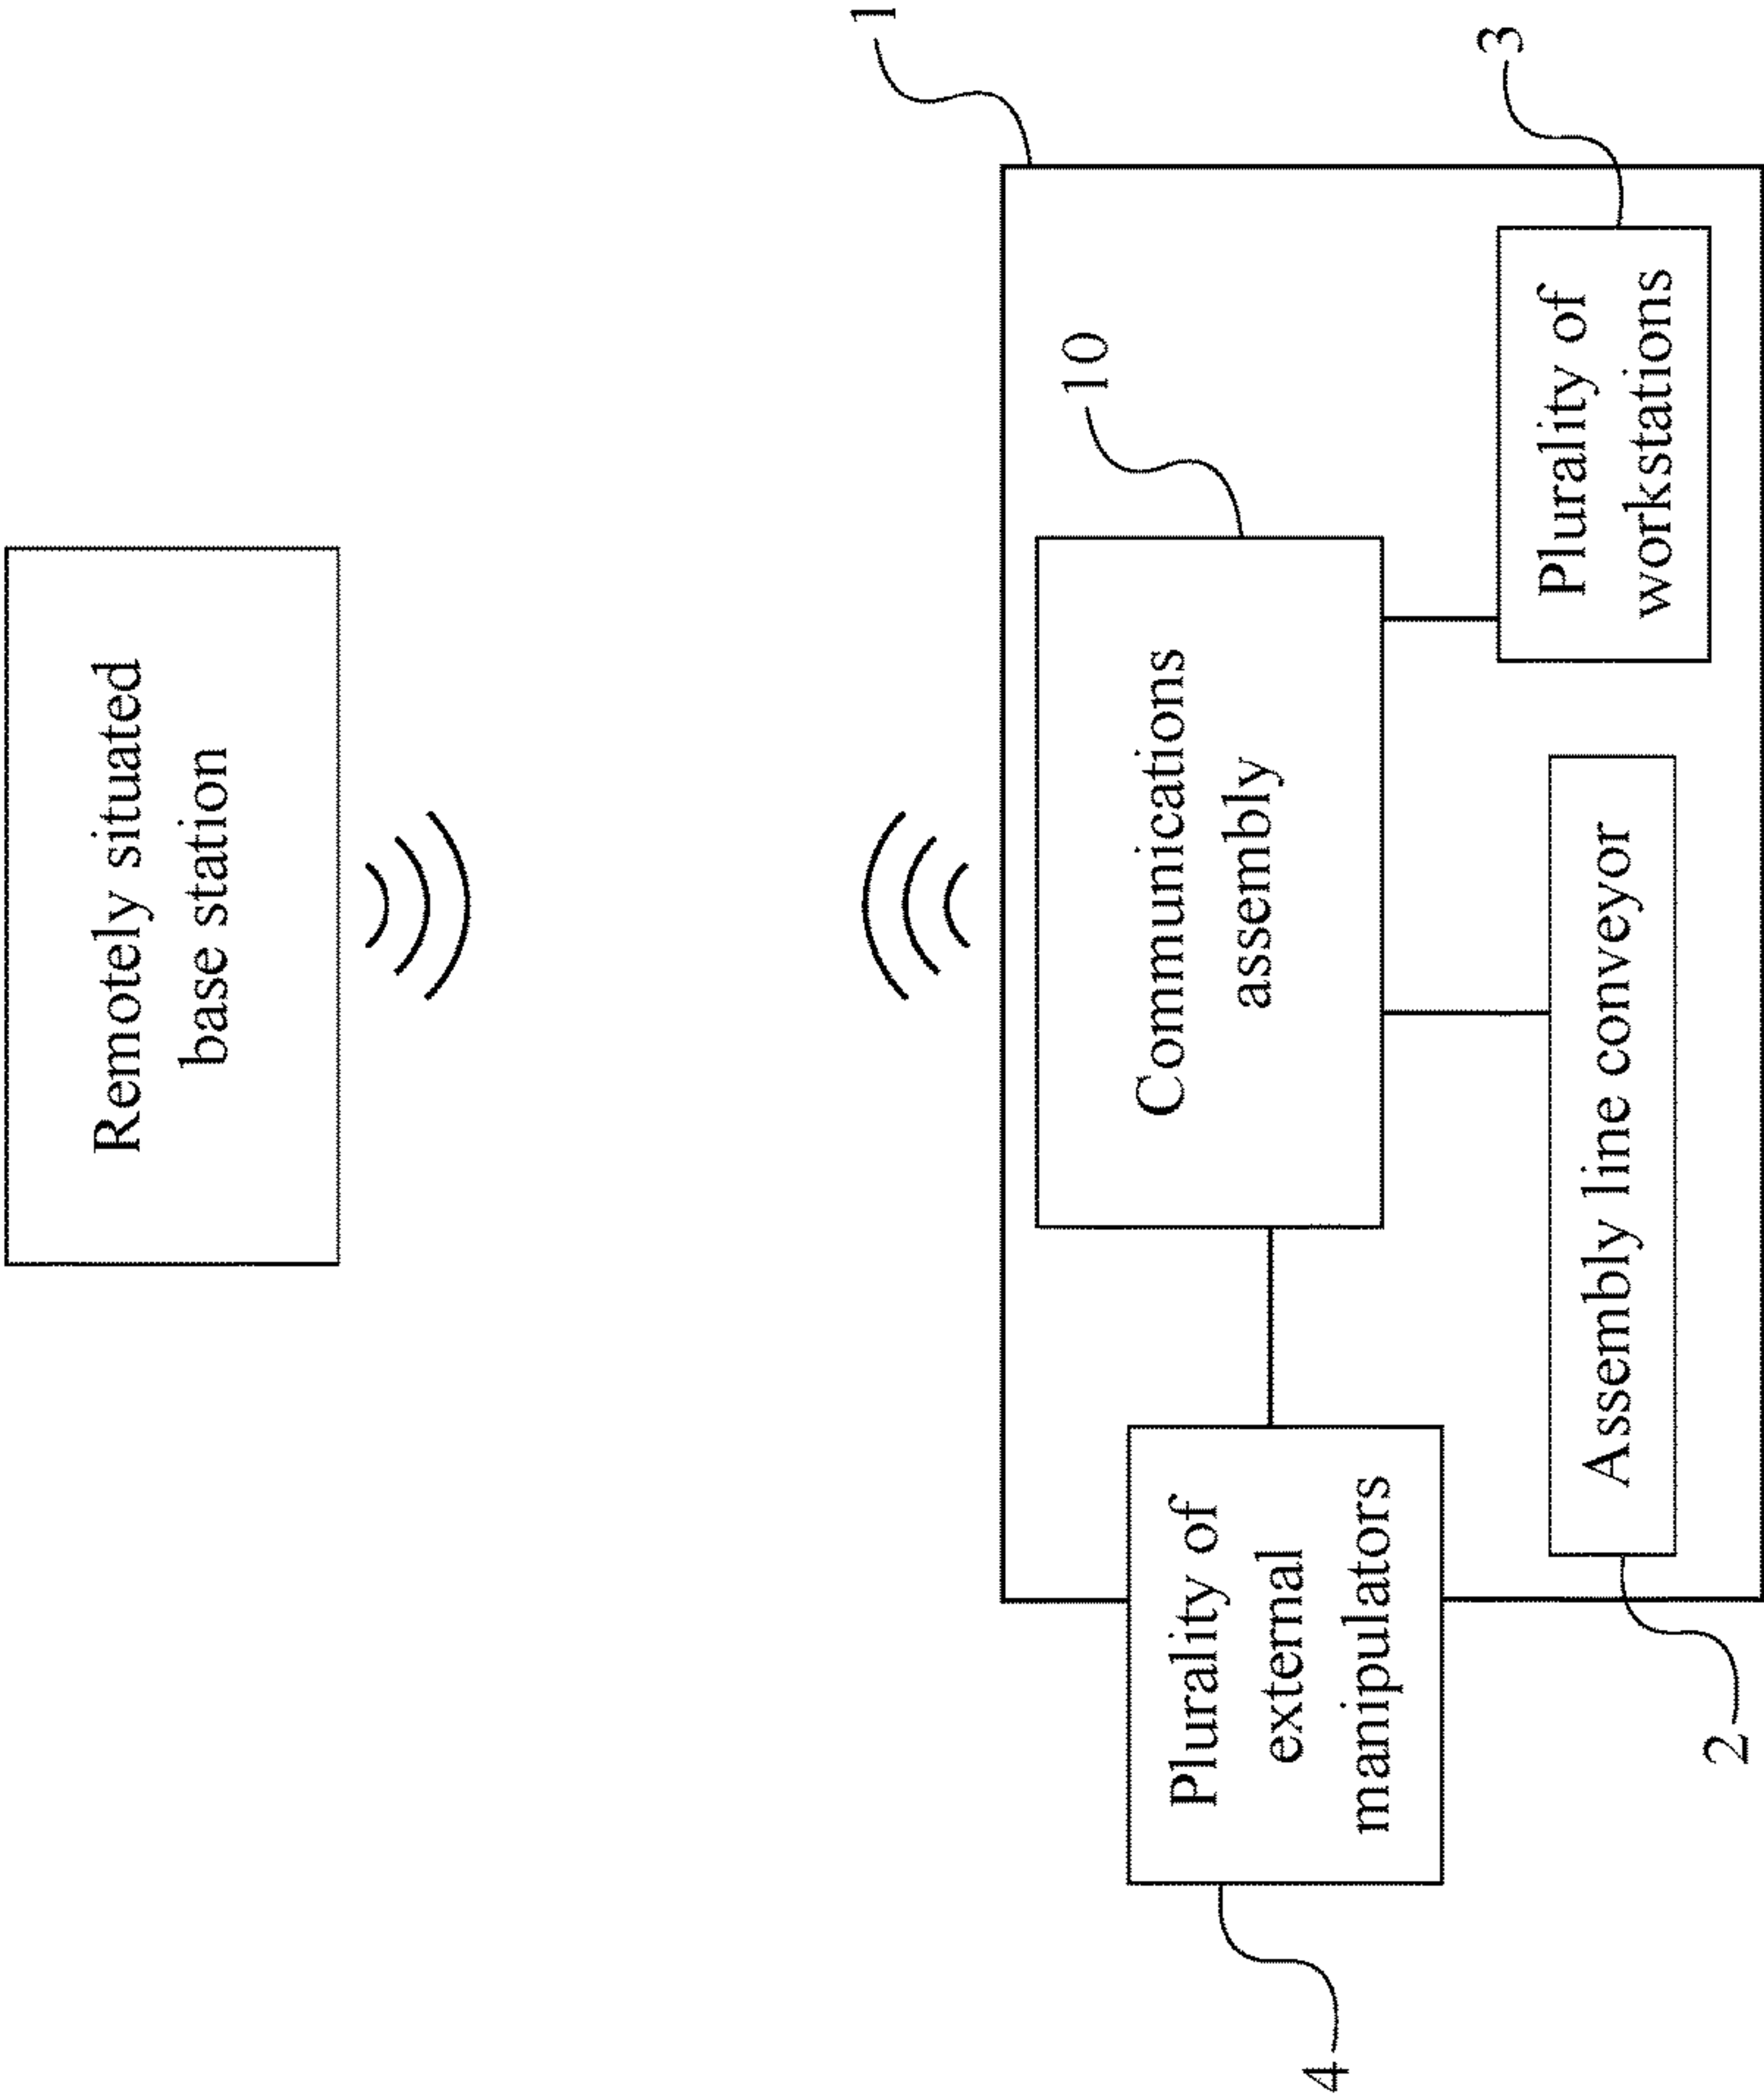 Remotely situated
base station
1
10
Communications
assembly
3
Plurality of
workstations
Plurality of
external
manipulators
4
Assembly line conveyor
2